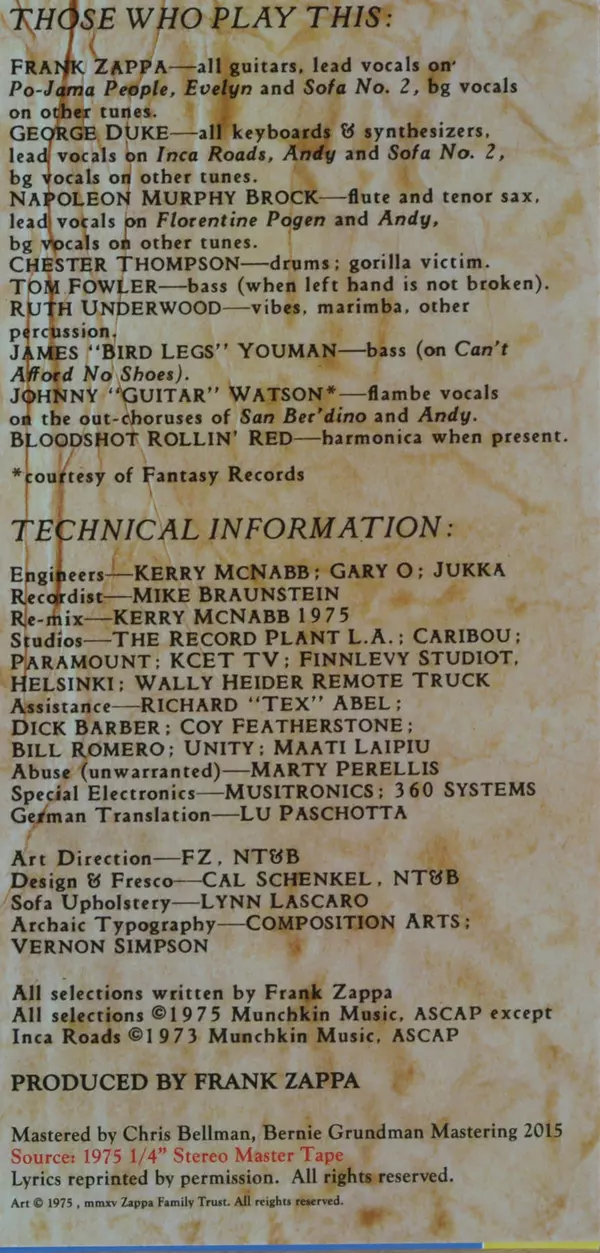 THOSE WHO PLAY THIS:
FRANK ZAPPA—all guitars, lead vocals on
Po-Jama People, Evelyn and Sofa No. 2, bg vocals
on other tunes.
GEORGE DUKE—all keyboards & synthesizers,
lead vocals on Inca Roads, Andy and Sofa No. 2,
bg vocals on other tunes.
NAPOLEON MURPHY BROCK—flute and tenor sax,
lead vocals on Florentine Pogen and Andy,
bg vocals on other tunes.
CHESTER THOMPSON—drums; gorilla victim.
TOM FOWLER—bass (when left hand is not broken).
RUTH UNDERWOOD—vibes, marimba, other
percussion.
JAMES "BIRD LEGS" YOUMAN—bass (on Can't
Afford No Shoes).
JOHNNY "GUITAR" WATSON*—flambe vocals
on the out-choruses of San Ber'dino and Andy.
BLOODSHOT ROLLIN' RED—harmonica when present.
*courtesy of Fantasy Records
TECHNICAL INFORMATION:
Engineers—KERRY MCNABB; GARY O; JUKKA
Recordist—MIKE BRAUNSTEIN
Re-mix—KERRY MCNABB 1975
Studios—THE RECORD PLANT L.A.; CARIBOU;
PARAMOUNT; KCET TV; FINNLEVY STUDIOT,
HELSINKI; WALLY HEIDER REMOTE TRUCK
Assistance—RICHARD "TEX" ABEL;
DICK BARBER; COY FEATHERSTONE;
BILL ROMERO; UNITY; MAATI LAIPIU
Abuse (unwarranted)—MARTY PERELLIS
Special Electronics—MUSITRONICS; 360 SYSTEMS
German Translation—LU PASCHOTTA
Art Direction—FZ, NT&B
Design & Fresco—CAL SCHENKEL, NT&B
Sofa Upholstery—LYNN LASCARO
Archaic Typography—COMPOSITION ARTS;
VERNON SIMPSON
All selections written by Frank Zappa
All selections ©1975 Munchkin Music, ASCAP except
Inca Roads ©1973 Munchkin Music, ASCAP
PRODUCED BY FRANK ZAPPA
Mastered by Chris Bellman, Bernie Grundman Mastering 2015
Source: 1975 1/4" Stereo Master Tape
Lyrics reprinted by permission. All rights reserved.
Art © 1975 , mmxv Zappa Family Trust. All reights reserved.